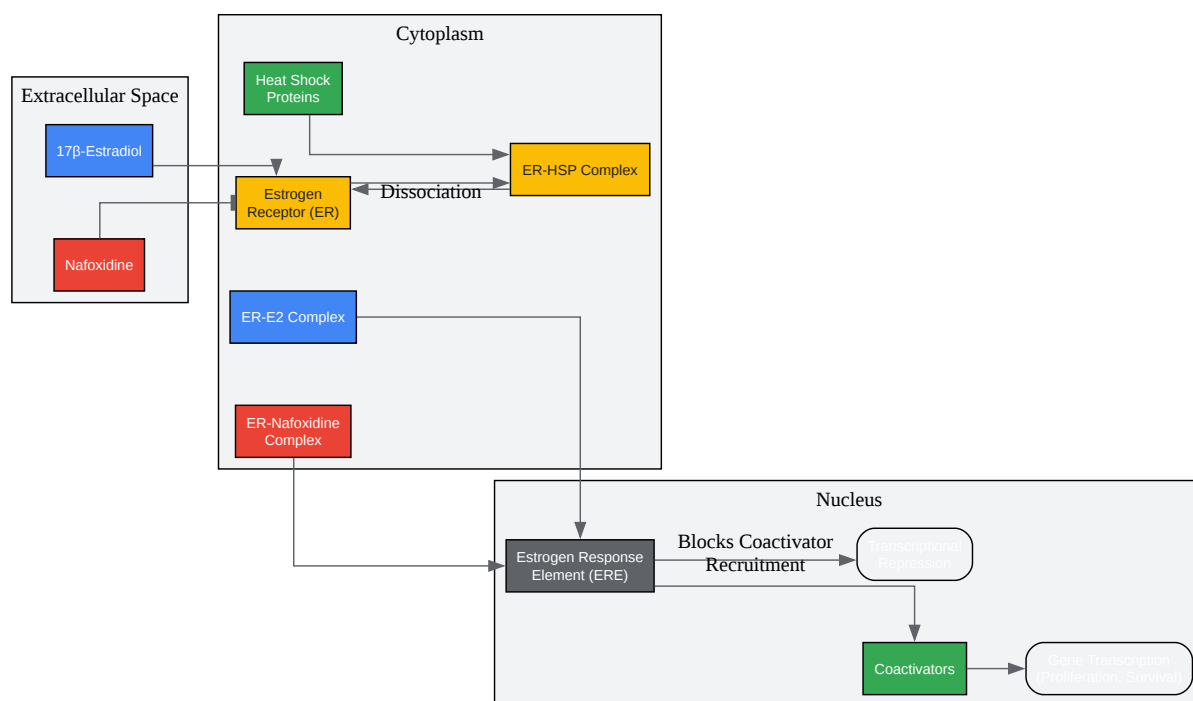 Cytoplasm
Heat Shock
Proteins
Extracellular Space
17β-Estradiol
ER-HSP Complex
Dissociation
Estrogen
Receptor (ER)
Nafoxidine
ER-E2 Complex
ER-Nafoxidine
Complex
Nucleus
Estrogen Response
Element (ERE)
Blocks Coactivator
Recruitment
Transcriptional
Repression
Coactivators
Gene Transcription
(Proliferation, Survival)